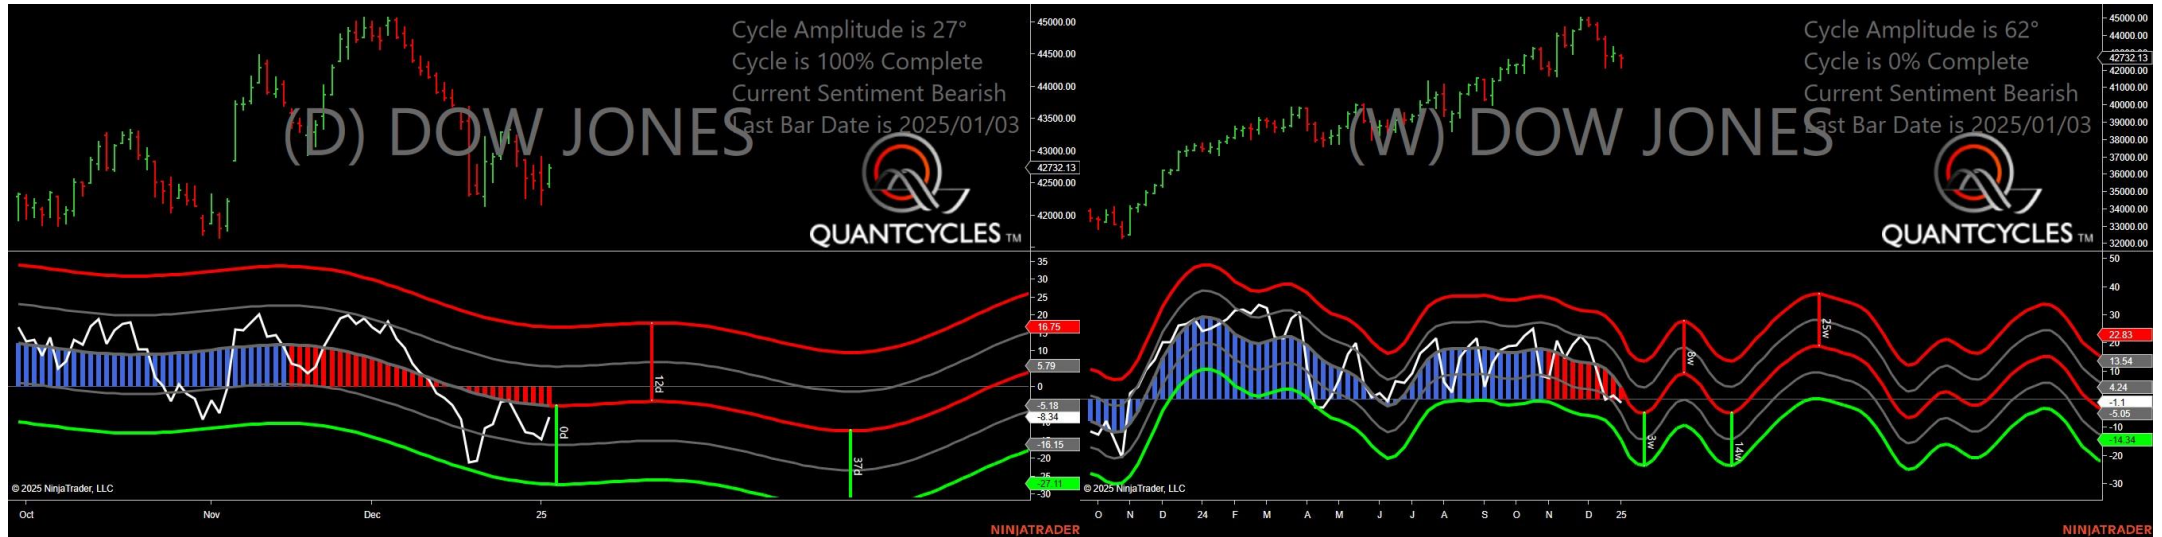 Cycle Amplitude is 27°
Cycle is 100% Complete
Current Sentiment Bearish
Last Bar Date is 2025/01/03
(D) DOW JONES
QUANTCYCLES TM
45000.00
44500.00
44000.00
43500.00
43000.00
42732.13
42500.00
42000.00
35
30
25
20
16.75
10
5.79
0
-5.18
-8.34
-16.15
-20
-27.11
-30
12d
0d
37d
© 2025 NinjaTrader, LLC
Oct Nov Dec 25
NINJATRADER
Cycle Amplitude is 62°
Cycle is 0% Complete
Current Sentiment Bearish
Last Bar Date is 2025/01/03
(W) DOW JONES
QUANTCYCLES TM
45000.00
44000.00
42732.13
42000.00
41000.00
40000.00
39000.00
38000.00
37000.00
36000.00
35000.00
34000.00
33000.00
32000.00
50
40
30
22.83
20
13.54
10
4.24
-1.1
-5.05
-14.34
-20
-30
3w
8w
14w
25w
© 2025 NinjaTrader, LLC
O N D 24 F M A M J J A S O N D 25
NINJATRADER